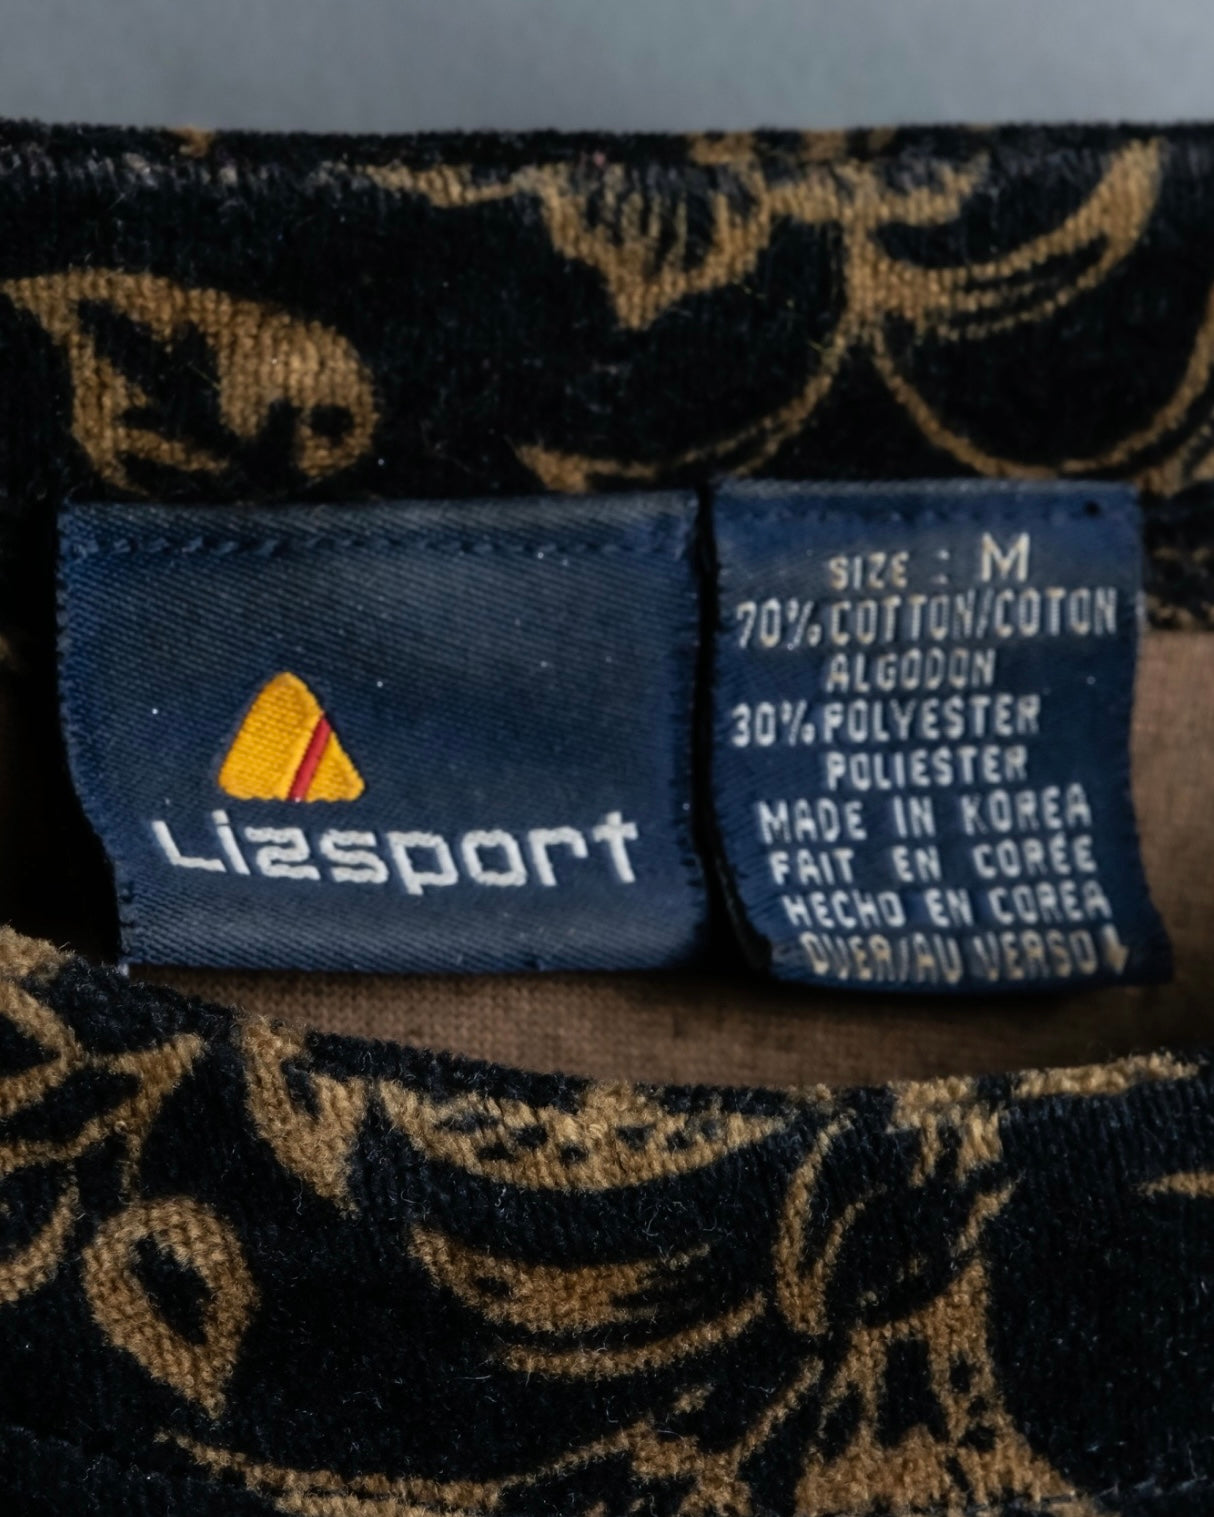 Lizsport
SIZE : M
70% COTTON/COTON
ALGODON
30% POLYESTER
POLIESTER
MADE IN KOREA
FAIT EN CORÉE
HECHO EN COREA
OVER/AU VERSO↓